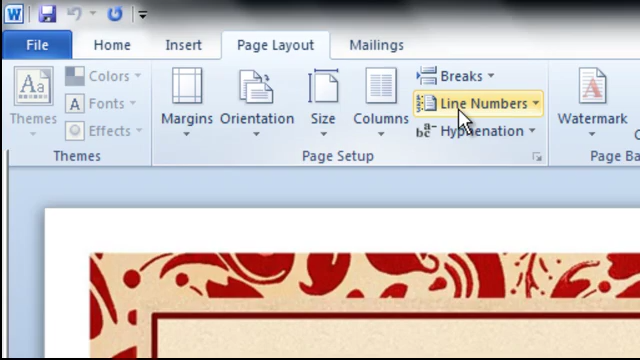 W
File Home Insert Page Layout Mailings
Aa Colors Breaks
A Fonts Line Numbers
Themes Effects Margins Orientation Size Columns bc a- Hyphenation A Watermark
Themes Page Setup Page Ba